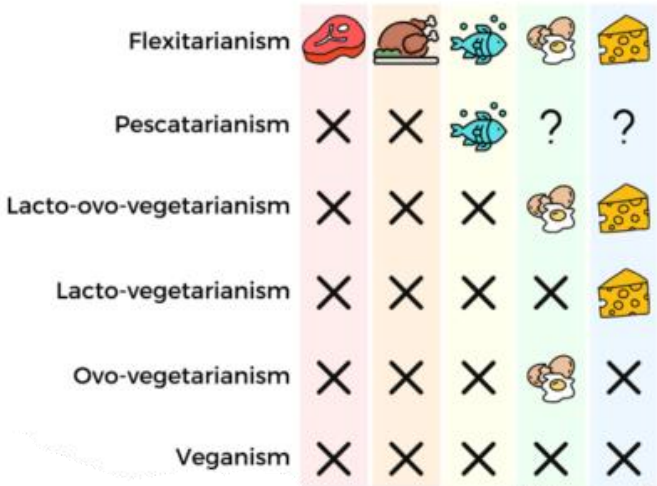 Flexitarianism
Pescatarianism ? ?
Lacto-ovo-vegetarianism
Lacto-vegetarianism
Ovo-vegetarianism
Veganism